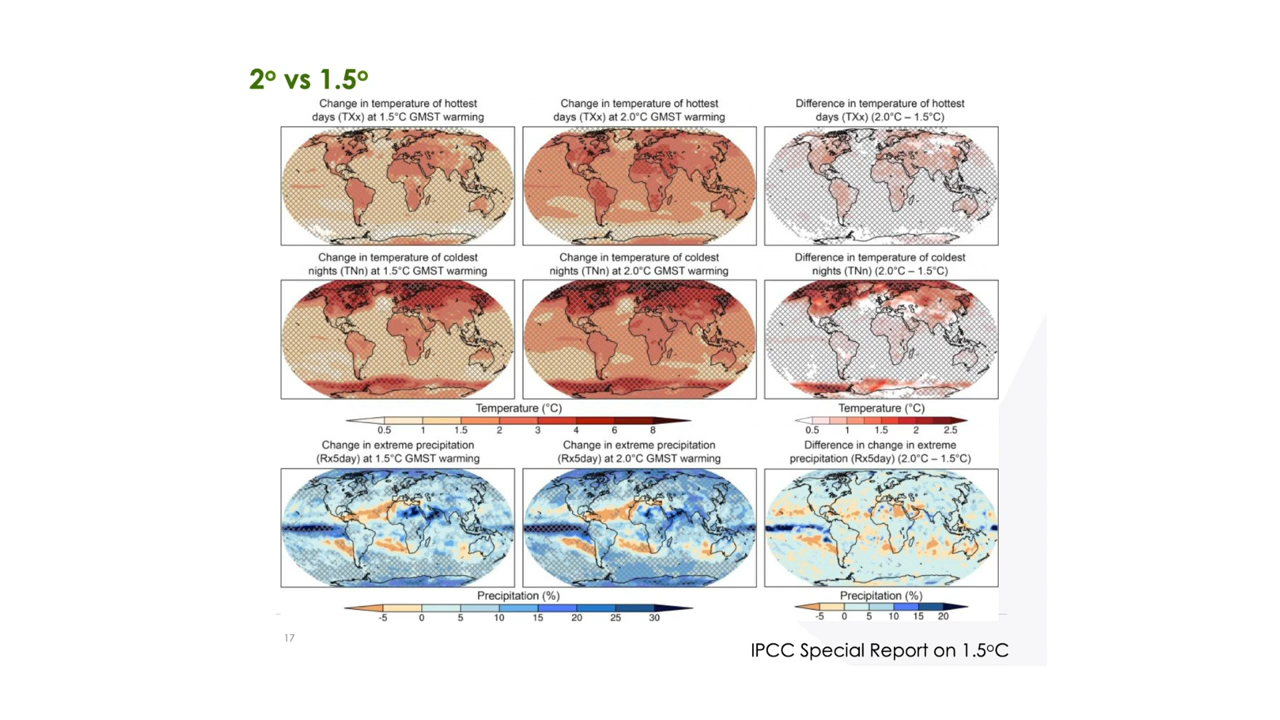 2º vs 1.5º
Change in temperature of hottest
days (TXx) at 1.5°C GMST warming
Change in temperature of hottest
days (TXx) at 2.0°C GMST warming
Difference in temperature of hottest
days (TXx) (2.0°C – 1.5°C)
Change in temperature of coldest
nights (TNn) at 1.5°C GMST warming
Change in temperature of coldest
nights (TNn) at 2.0°C GMST warming
Difference in temperature of coldest
nights (TNn) (2.0°C – 1.5°C)
Temperature (°C)
0.5 1 1.5 2 3 4 6 8
Temperature (°C)
0.5 1 1.5 2 2.5
Change in extreme precipitation
(Rx5day) at 1.5°C GMST warming
Change in extreme precipitation
(Rx5day) at 2.0°C GMST warming
Difference in change in extreme
precipitation (Rx5day) (2.0°C – 1.5°C)
Precipitation (%)
-5 0 5 10 15 20 25 30
Precipitation (%)
-5 0 5 10 15 20
17
IPCC Special Report on 1.5ºC